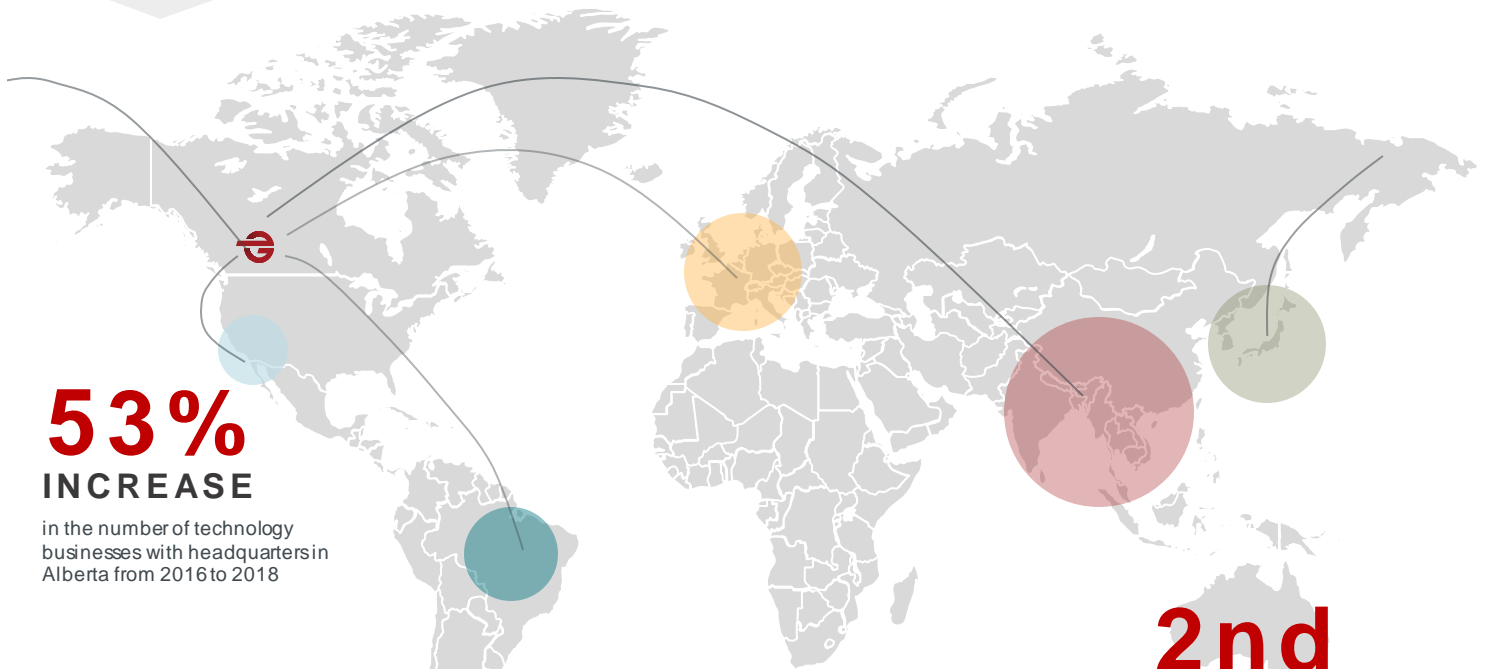 53%
INCREASE
in the number of technology
businesses with headquarters in
Alberta from 2016 to 2018
2nd